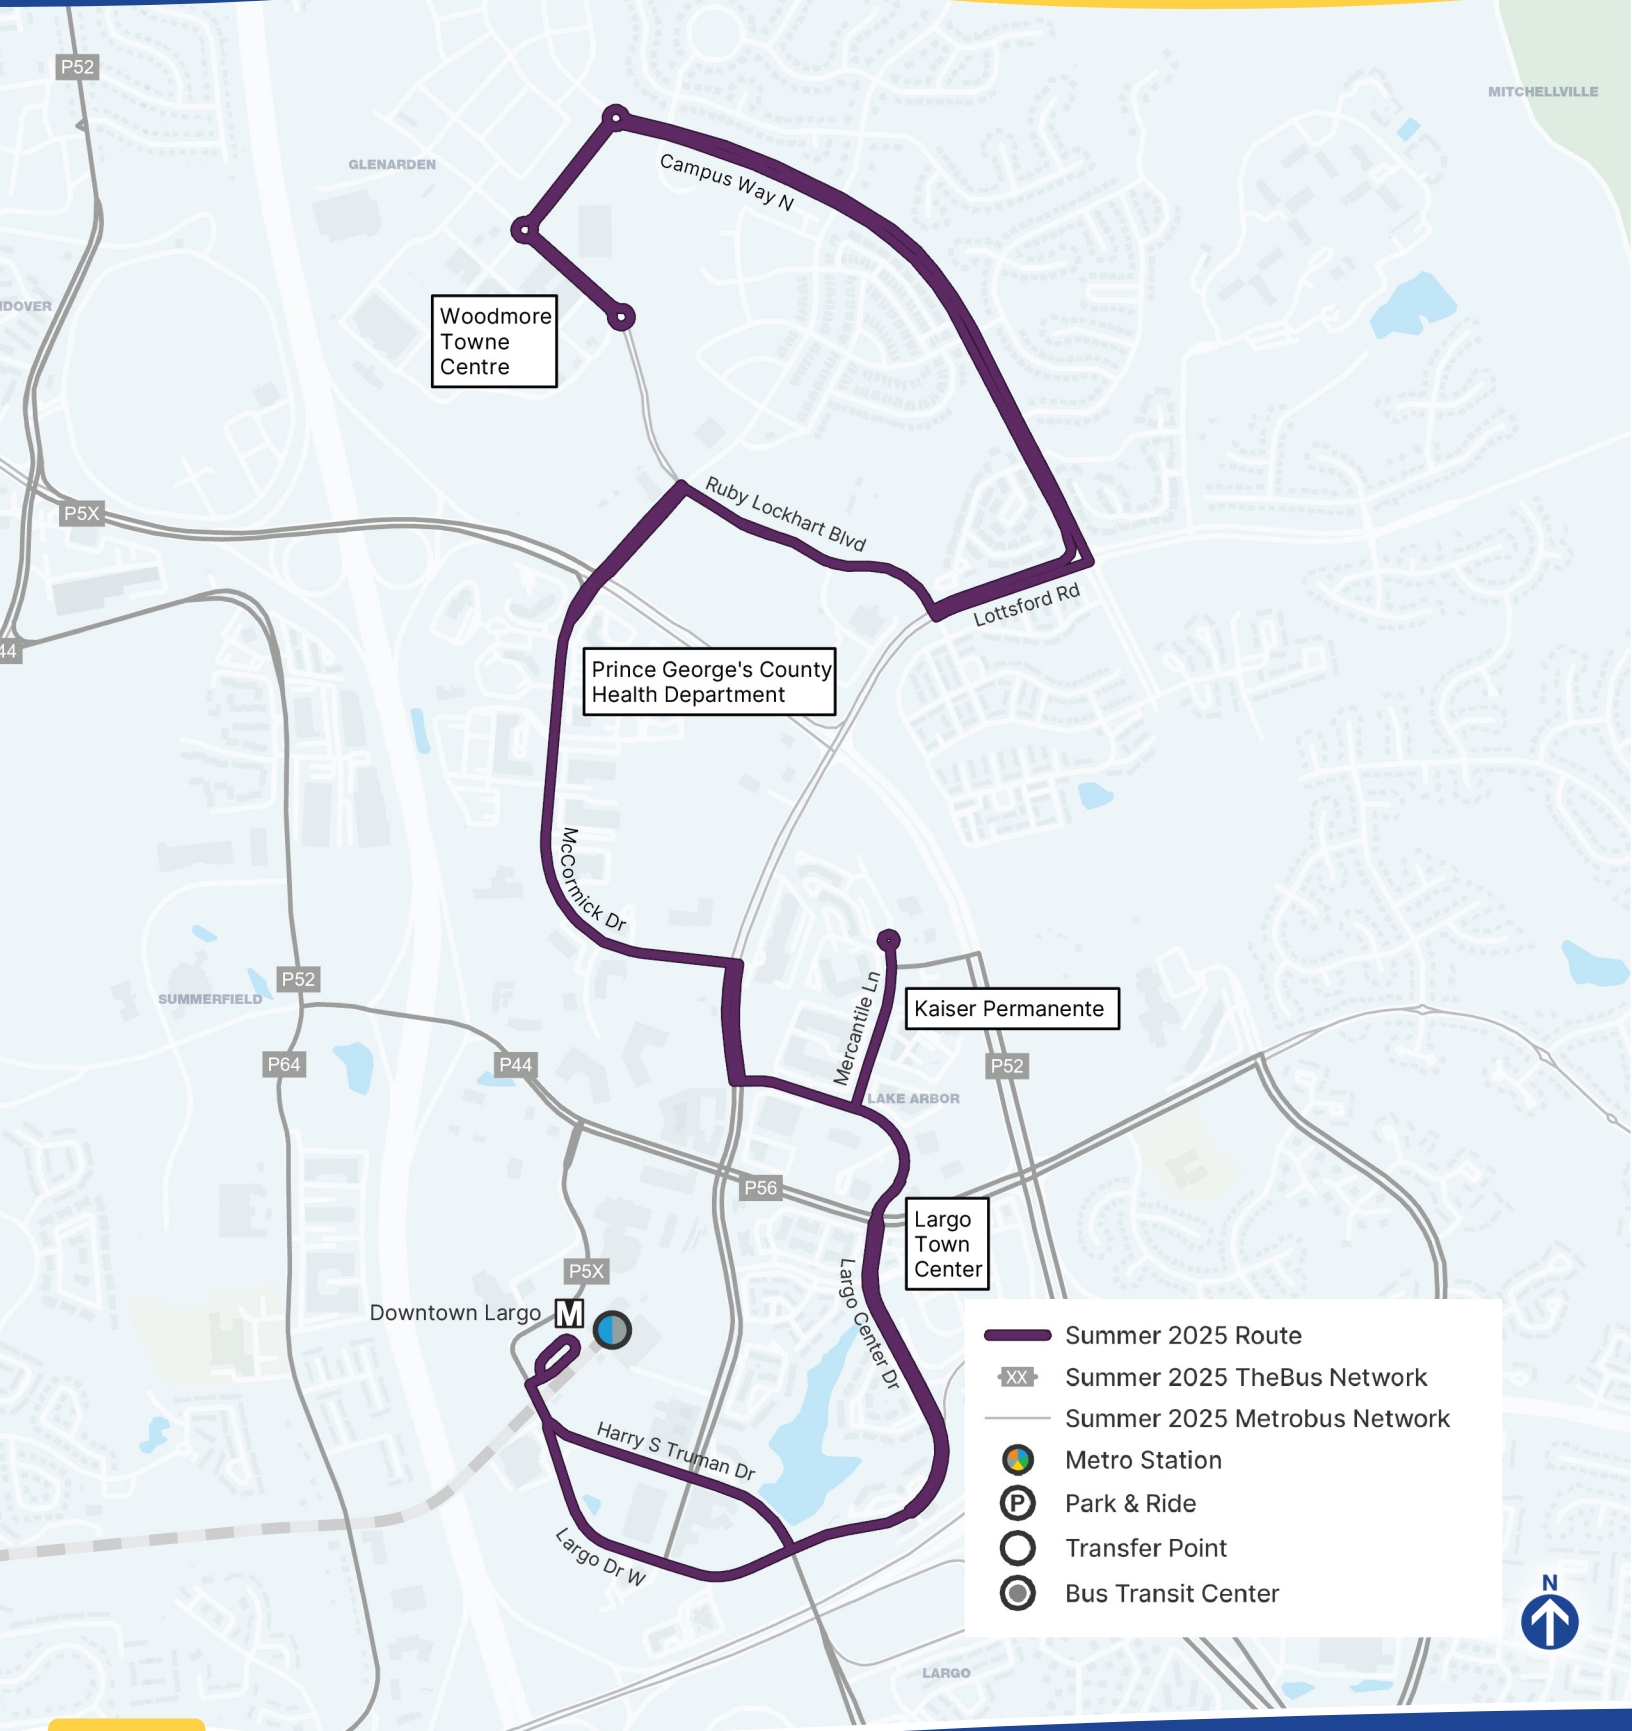 P52
MITCHELLVILLE
GLENARDEN
Campus Way N
Woodmore
Towne
Centre
P5X
Ruby Lockhart Blvd
Lottsford Rd
44
Prince George's County
Health Department
McCormick Dr
P52
SUMMERFIELD
Mercantile Ln
Kaiser Permanente
P64
P44
P52
LAKE ARBOR
P56
Largo
Town
Center
P5X
Downtown Largo
M
Largo Center Dr
Harry S Truman Dr
Largo Dr W
Summer 2025 Route
XX
Summer 2025 TheBus Network
Summer 2025 Metrobus Network
Metro Station
P
Park & Ride
Transfer Point
Bus Transit Center
N
LARGO